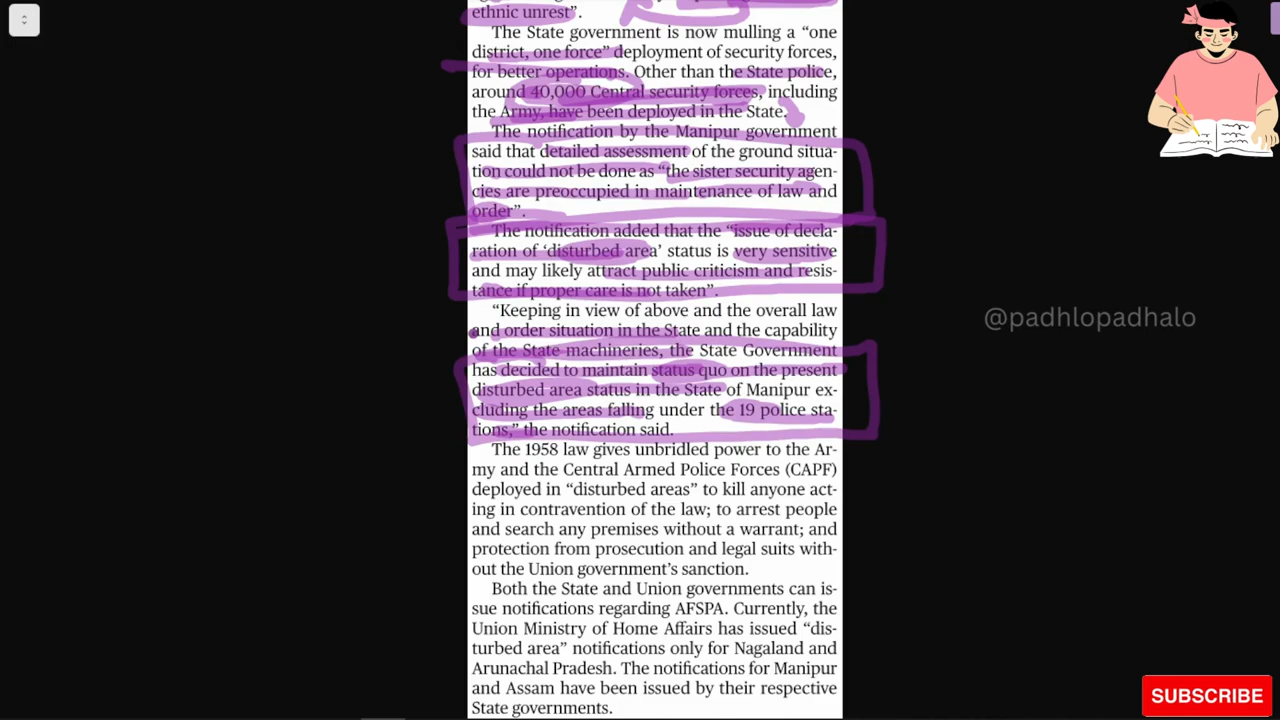 ethnic unrest”.
The State government is now mulling a “one
district, one force” deployment of security forces,
for better operations. Other than the State police,
around 40,000 Central security forces, including
the Army, have been deployed in the State.
The notification by the Manipur government
said that detailed assessment of the ground situa-
tion could not be done as “the sister security agen-
cies are preoccupied in maintenance of law and
order”.
The notification added that the “issue of decla-
ration of ‘disturbed area’ status is very sensitive
and may likely attract public criticism and resis-
tance if proper care is not taken”.
“Keeping in view of above and the overall law
and order situation in the State and the capability
of the State machineries, the State Government
has decided to maintain status quo on the present
disturbed area status in the State of Manipur ex-
cluding the areas falling under the 19 police sta-
tions,” the notification said.
The 1958 law gives unbridled power to the Ar-
my and the Central Armed Police Forces (CAPF)
deployed in “disturbed areas” to kill anyone act-
ing in contravention of the law; to arrest people
and search any premises without a warrant; and
protection from prosecution and legal suits with-
out the Union government’s sanction.
Both the State and Union governments can is-
sue notifications regarding AFSPA. Currently, the
Union Ministry of Home Affairs has issued “dis-
turbed area” notifications only for Nagaland and
Arunachal Pradesh. The notifications for Manipur
and Assam have been issued by their respective
State governments.
@padhlopadhalo
SUBSCRIBE